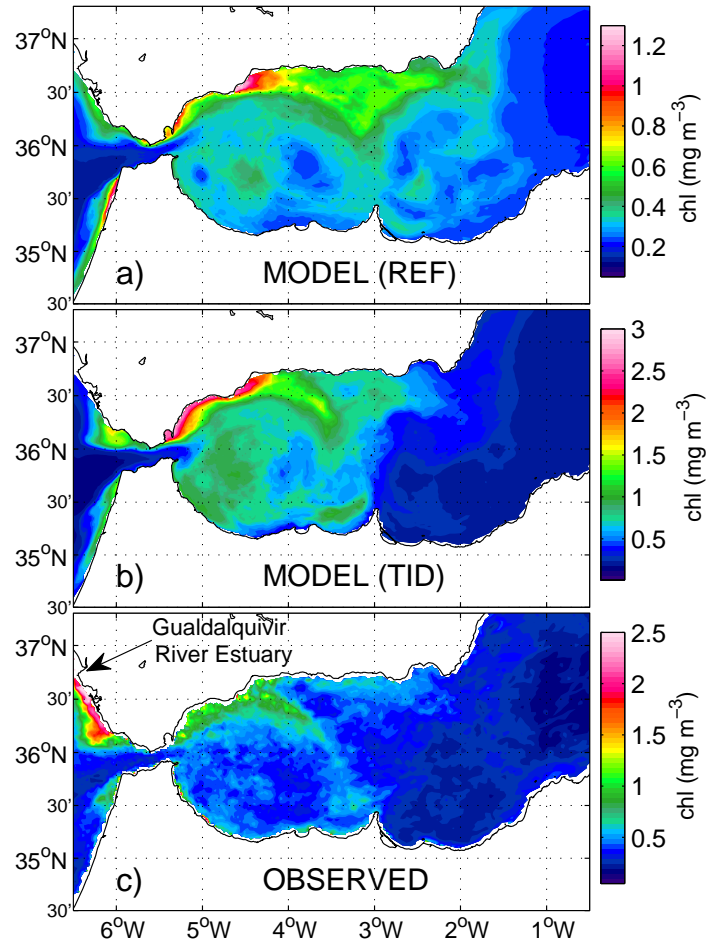 37°N
30'
36°N
30'
35°N
30'
a)
MODEL (REF)
1.2
1
0.8
0.6
0.4
0.2
chl (mg m⁻³)
37°N
30'
36°N
30'
35°N
30'
b)
MODEL (TID)
3
2.5
2
1.5
1
0.5
chl (mg m⁻³)
37°N
30'
36°N
30'
35°N
30'
Gualdalquivir
River Estuary
c)
OBSERVED
2.5
2
1.5
1
0.5
chl (mg m⁻³)
6°W 5°W 4°W 3°W 2°W 1°W